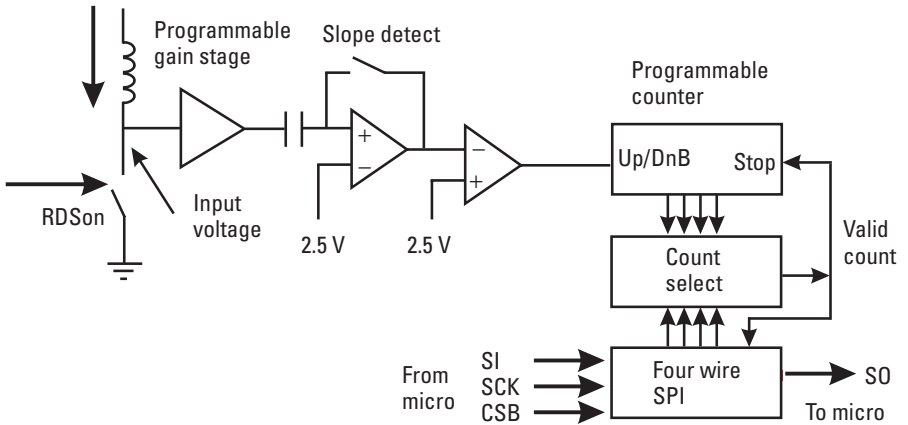 Programmable
gain stage
Slope detect
Programmable
counter
+
−
−
+
Up/DnB
Stop
RDSon
Input
voltage
2.5 V
2.5 V
Count
select
Valid
count
From
micro
SI
SCK
CSB
Four wire
SPI
SO
To micro